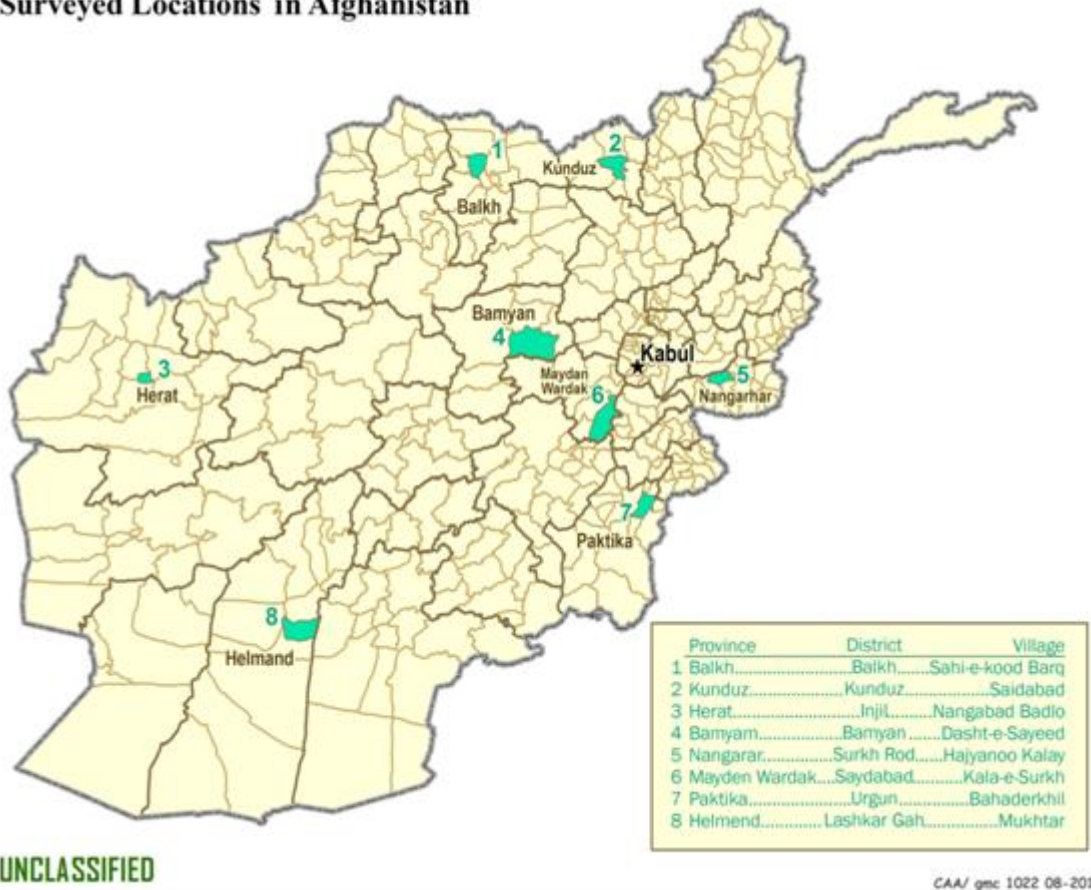 Surveyed Locations in Afghanistan
1
2
Kunduz
Balkh
Bamyan
4
Kabul
3
Herat
Maydan
Wardak
5
Nangarhar
6
7
Paktika
8
Helmand
Province District Village
1 Balkh..................Balkh.....Sahi-e-kood Barq
2 Kunduz..............Kunduz................Saidabad
3 Herat.......................Injil........Nangabad Badlo
4 Bamyam.................Bamyan ......Dasht-e-Sayeed
5 Nangarar.............Surkh Rod...Hajyanoo Kalay
6 Mayden Wardak...Saydabad.........Kala-e-Surkh
7 Paktika...................Urgun.............Bahaderkhil
8 Helmend............Lashkar Gah.............Mukhtar
UNCLASSIFIED
CAA/ gmc 1022 08-201